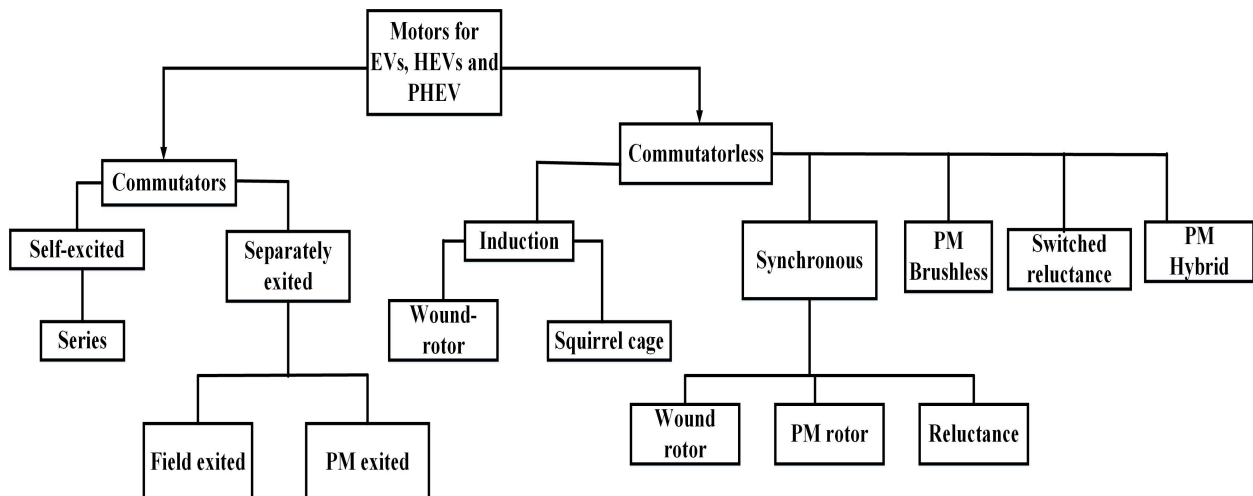 Motors for
EVs, HEVs and
PHEV
Commutators
Commutatorless
Self-excited
Separately
exited
Series
Field exited
PM exited
Induction
Wound-
rotor
Squirrel cage
Synchronous
Wound
rotor
PM rotor
Reluctance
PM
Brushless
Switched
reluctance
PM
Hybrid